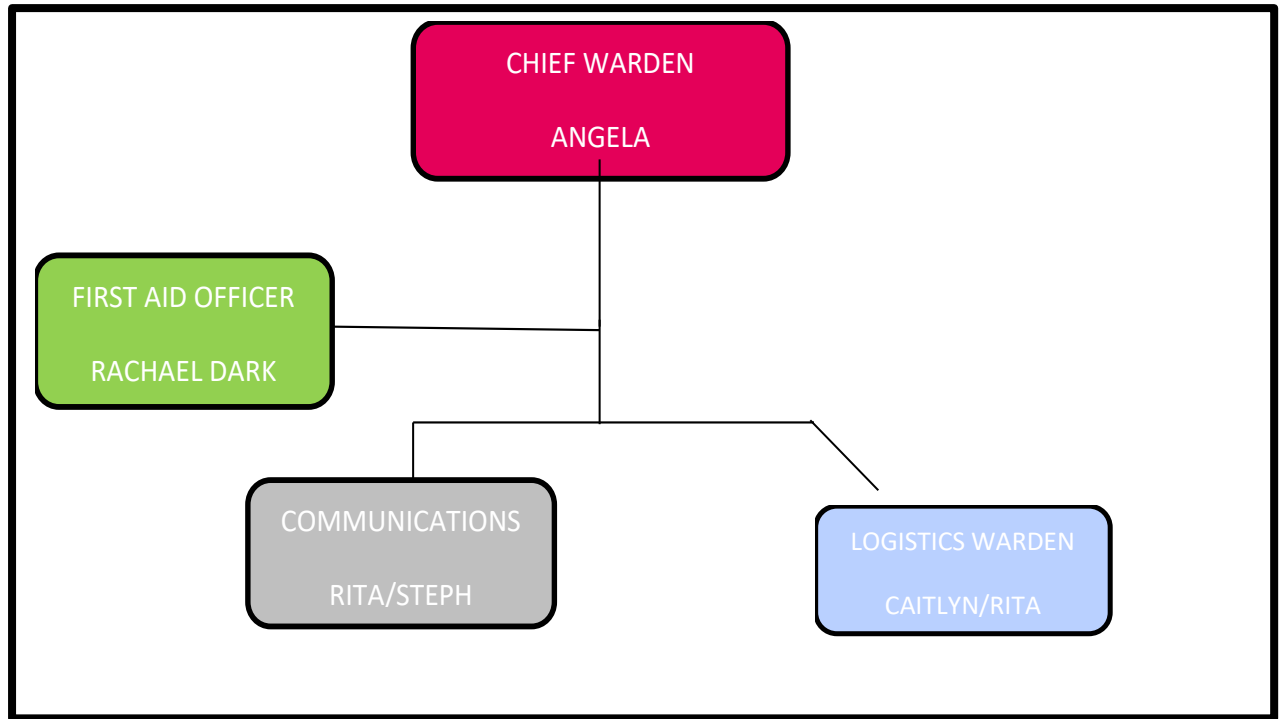 CHIEF WARDEN
ANGELA
FIRST AID OFFICER
RACHAEL DARK
COMMUNICATIONS
RITA/STEPH
LOGISTICS WARDEN
CAITLYN/RITA